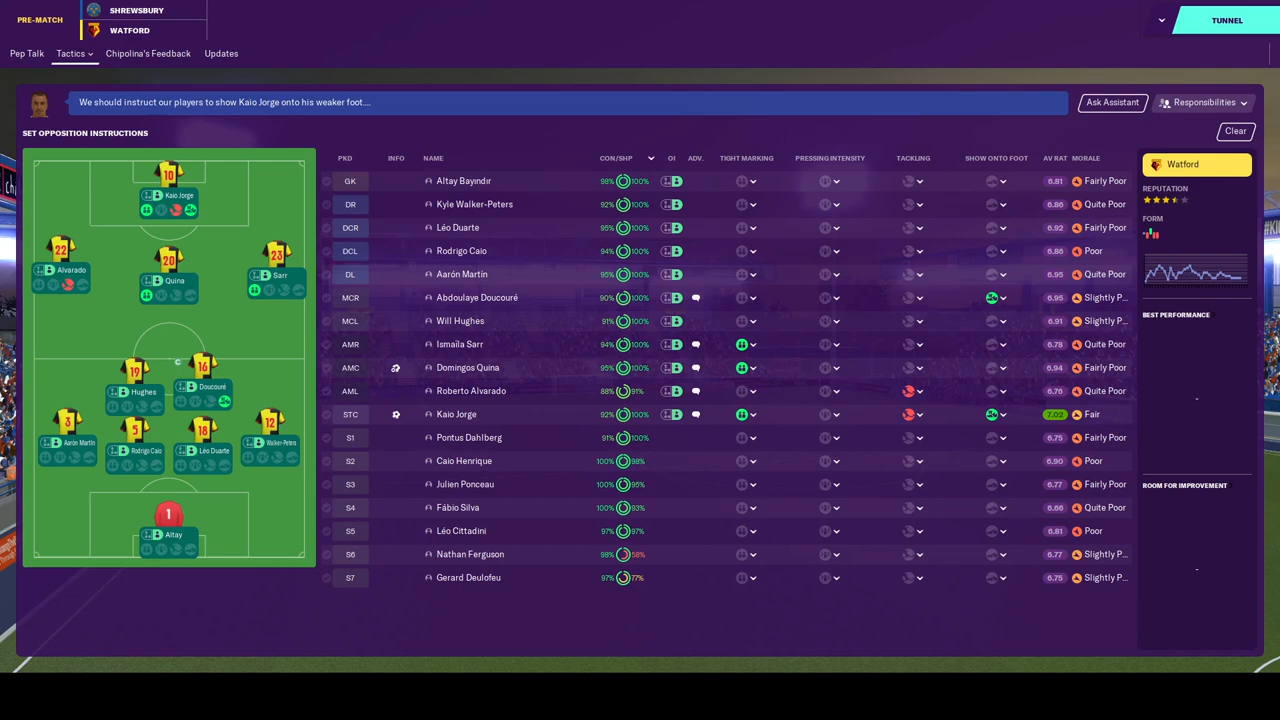 PRE-MATCH
SHREWSBURY
WATFORD
TUNNEL
Pep Talk Tactics Chipolina's Feedback Updates
We should instruct our players to show Kaio Jorge onto his weaker foot....
Ask Assistant Responsibilities
SET OPPOSITION INSTRUCTIONS
Clear
10
Kaio Jorge
22
Alvarado
20
Quina
23
Sarr
19
Hughes
16
Doucouré
3
Aarón Martín
5
Rodrigo Caio
18
Léo Duarte
12
Walker-Peters
1
Altay
PKD INFO NAME CON/SHP OI ADV. TIGHT MARKING PRESSING INTENSITY TACKLING SHOW ONTO FOOT AV RAT MORALE
GK Altay Bayındır 98% 100% 6.81 Fairly Poor
DR Kyle Walker-Peters 92% 100% 6.86 Quite Poor
DCR Léo Duarte 95% 100% 6.92 Fairly Poor
DCL Rodrigo Caio 94% 100% 6.86 Poor
DL Aarón Martín 95% 100% 6.95 Quite Poor
MCR Abdoulaye Doucouré 90% 100% 6.95 Slightly P...
MCL Will Hughes 91% 100% 6.91 Slightly P...
AMR Ismaïla Sarr 94% 100% 6.78 Quite Poor
AMC Domingos Quina 95% 100% 6.94 Fairly Poor
AML Roberto Alvarado 88% 91% 6.76 Quite Poor
STC Kaio Jorge 92% 100% 7.02 Fair
S1 Pontus Dahlberg 91% 100% 6.75 Fairly Poor
S2 Caio Henrique 100% 98% 6.90 Poor
S3 Julien Ponceau 100% 95% 6.77 Fairly Poor
S4 Fábio Silva 100% 93% 6.66 Quite Poor
S5 Léo Cittadini 97% 97% 6.81 Poor
S6 Nathan Ferguson 98% 58% 6.77 Slightly P...
S7 Gerard Deulofeu 97% 77% 6.75 Slightly P...
Watford
REPUTATION
FORM
BEST PERFORMANCE
-
ROOM FOR IMPROVEMENT
-